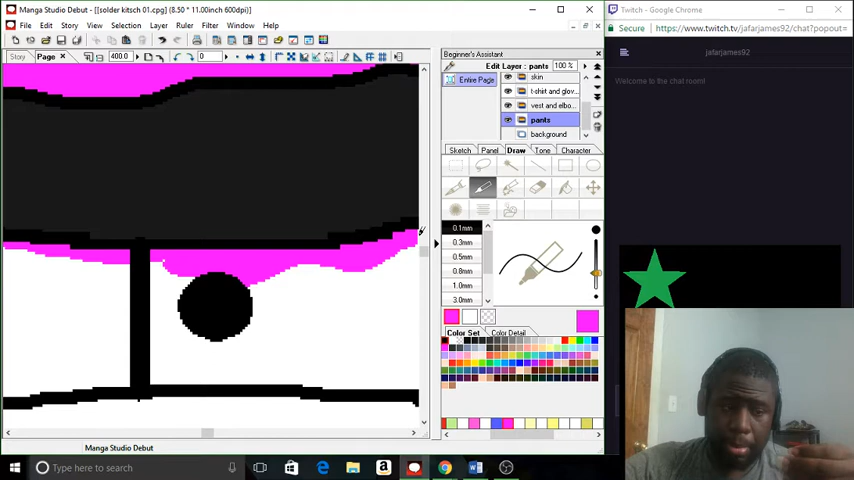 Manga Studio Debut - [[solder kitsch 01.cpg] (8.50 * 11.00inch 600dpi)]
Twitch - Google Chrome
File Edit Story View Selection Layer Ruler Filter Window Help
Secure https://www.twitch.tv/jafarjames92/chat?popout=
Story Page 400.0 0
jafarjames92
Beginner's Assistant
Edit Layer : pants 100 %
Entire Page
skin
Welcome to the chat room!
t-shirt and glov...
vest and elbo...
pants
background
Sketch Panel Draw Tone Character
0.1mm
0.3mm
0.5mm
0.8mm
1.0mm
3.0mm
Color Set Color Detail
Manga Studio Debut
Type here to search